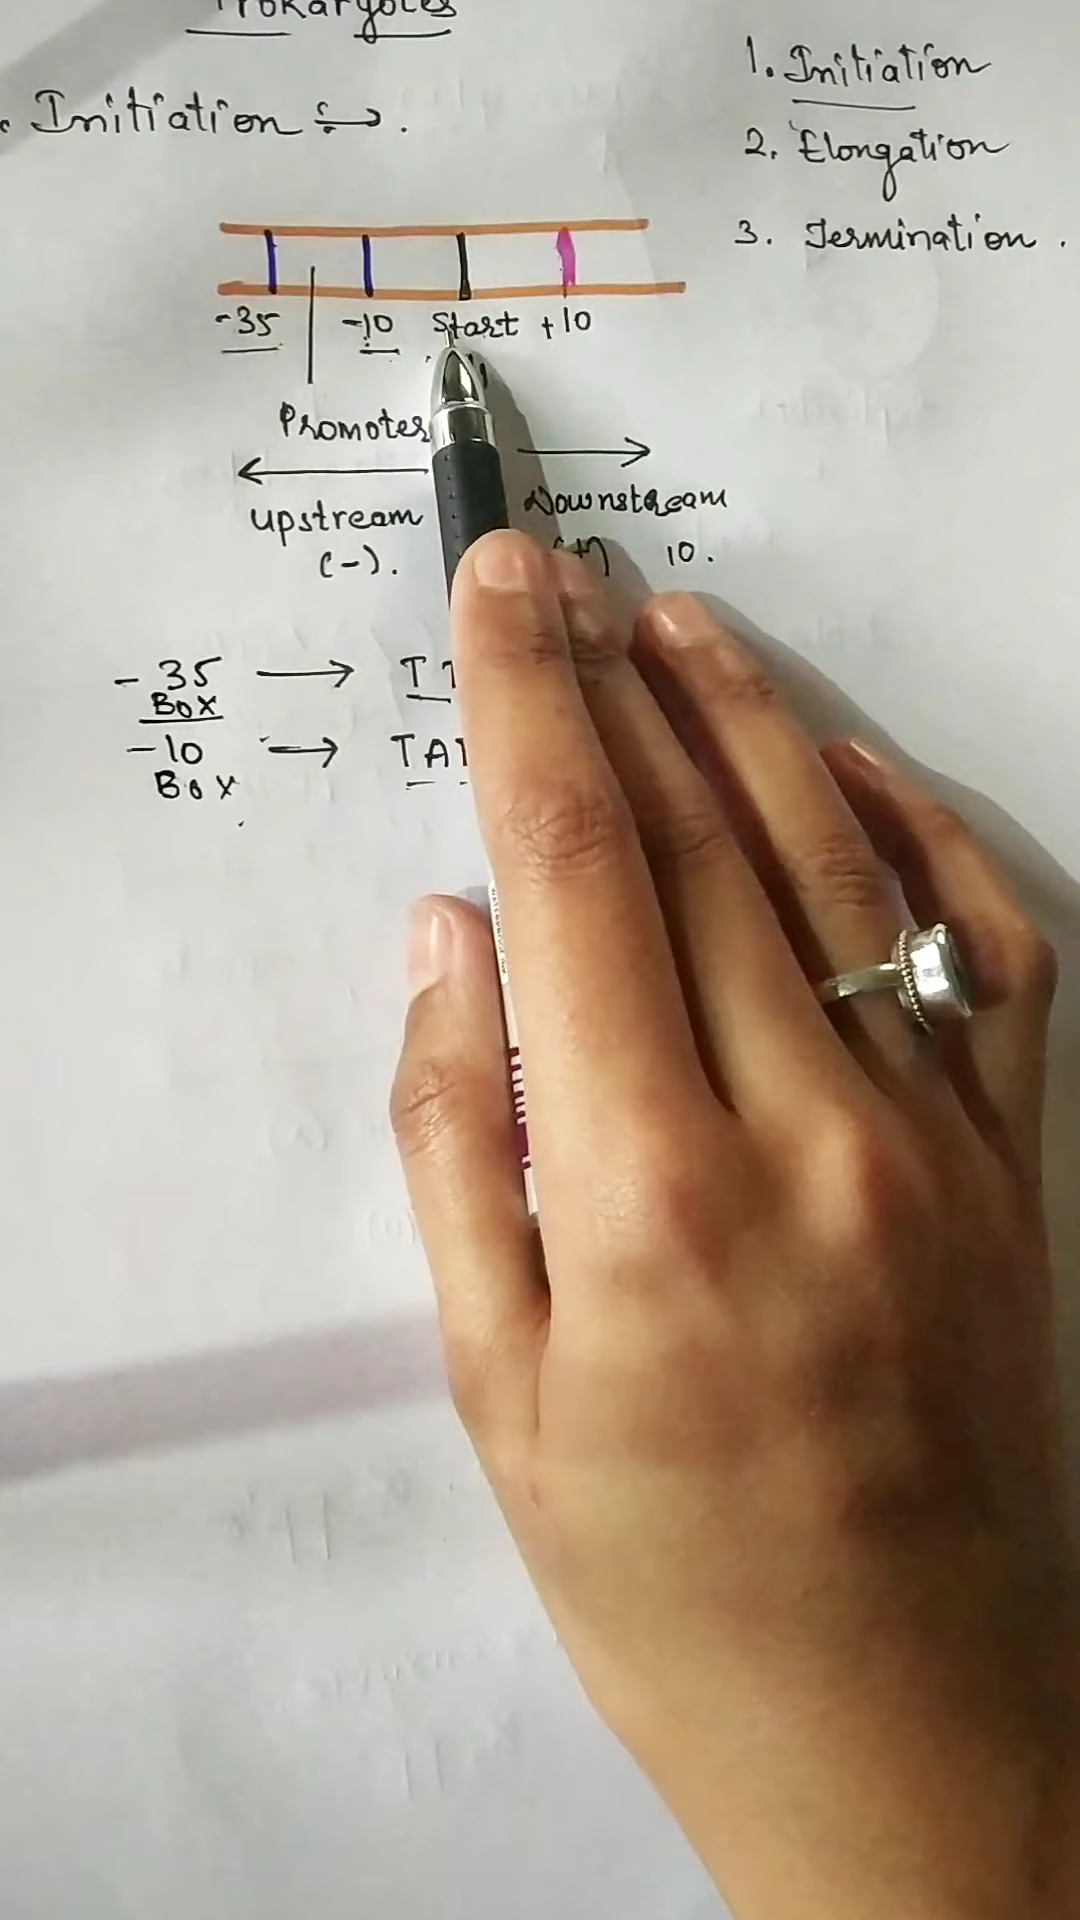 Prokaryotes
Initiation
1. Initiation
2. Elongation
3. Termination.
-35 -10 Start +10
Promoter
Upstream
(-).
Downstream
10.
-35
Box
-10
Box